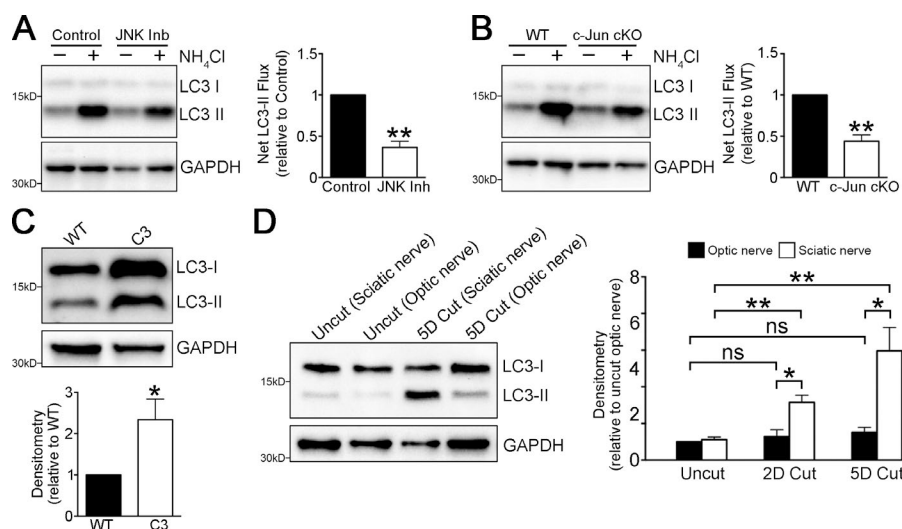 A
Control JNK Inb
− + − + NH₄Cl
LC3 I
15kD
LC3 II
GAPDH
30kD
Net LC3-II Flux
(relative to Control)
1
0.5
0
**
Control JNK Inh
B
WT c-Jun cKO
− + − + NH₄Cl
LC3 I
15kD
LC3 II
GAPDH
30kD
Net LC3-II Flux
(relative to WT)
1.5
1
0.5
0
**
WT c-Jun cKO
C
WT C3
LC3-I
15kD
LC3-II
GAPDH
30kD
Densitometry
(relative to WT)
3
2
1
0
*
WT C3
D
Uncut (Sciatic nerve)
Uncut (Optic nerve)
5D Cut (Sciatic nerve)
5D Cut (Optic nerve)
LC3-I
15kD
LC3-II
GAPDH
30kD
Optic nerve Sciatic nerve
Densitometry
(relative to uncut optic nerve)
8
6
4
2
0
**
**
*
ns
ns
*
Uncut 2D Cut 5D Cut